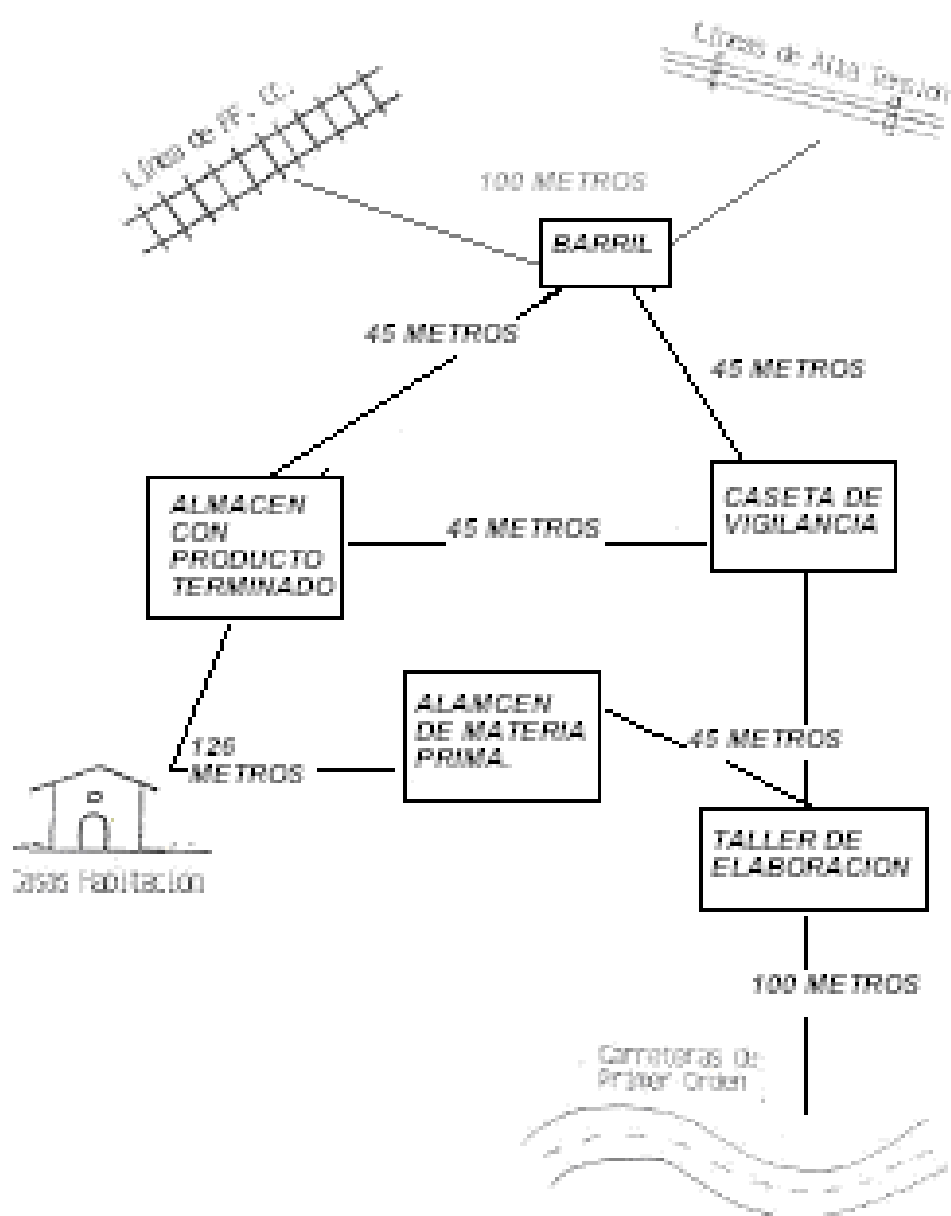 Líneas de Alta Tensión
Línea de FF. CC.
100 METROS
BARRIL
45 METROS
45 METROS
ALMACEN
CON
PRODUCTO
TERMINADO
45 METROS
CASETA DE
VIGILANCIA
ALAMCEN
DE MATERIA
PRIMA.
126
METROS
45 METROS
TALLER DE
ELABORACION
Casas Habitación
100 METROS
Carreteras de
Primer Orden